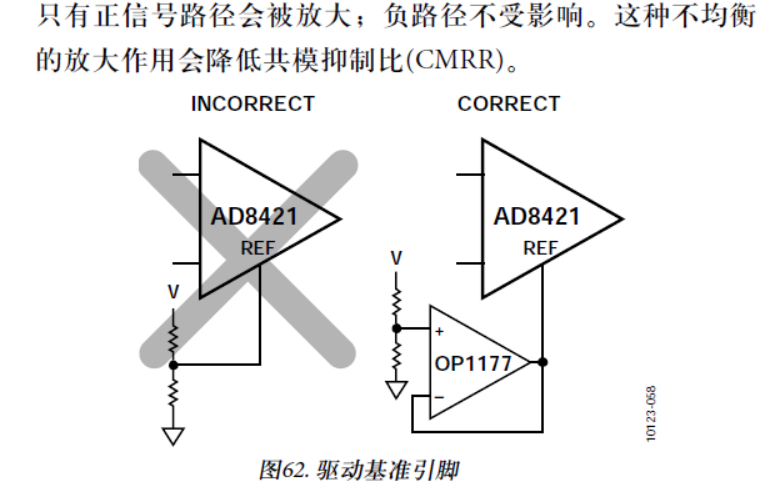 只有正信号路径会被放大；负路径不受影响。这种不均衡
的放大作用会降低共模抑制比(CMRR)。
INCORRECT
CORRECT
AD8421
REF
V
AD8421
REF
V
+
OP1177
−
10123-058
图62. 驱动基准引脚